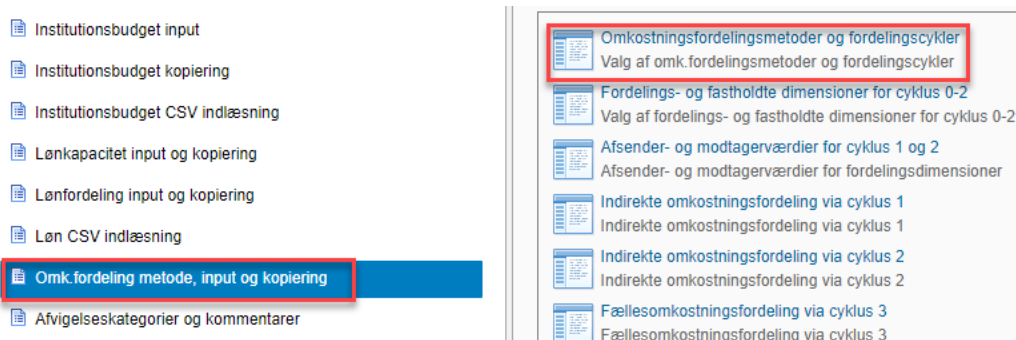 Institutionsbudget input
Institutionsbudget kopiering
Institutionsbudget CSV indlæsning
Lønkapacitet input og kopiering
Lønfordeling input og kopiering
Løn CSV indlæsning
Omk.fordeling metode, input og kopiering
Afvigelseskategorier og kommentarer
Omkostningsfordelingsmetoder og fordelingscykler
Valg af omk.fordelingsmetoder og fordelingscykler
Fordelings- og fastholdte dimensioner for cyklus 0-2
Valg af fordelings- og fastholdte dimensioner for cyklus 0-2
Afsender- og modtagerværdier for cyklus 1 og 2
Afsender- og modtagerværdier for fordelingsdimensioner
Indirekte omkostningsfordeling via cyklus 1
Indirekte omkostningsfordeling via cyklus 1
Indirekte omkostningsfordeling via cyklus 2
Indirekte omkostningsfordeling via cyklus 2
Fællesomkostningsfordeling via cyklus 3
Fællesomkostningsfordeling via cyklus 3